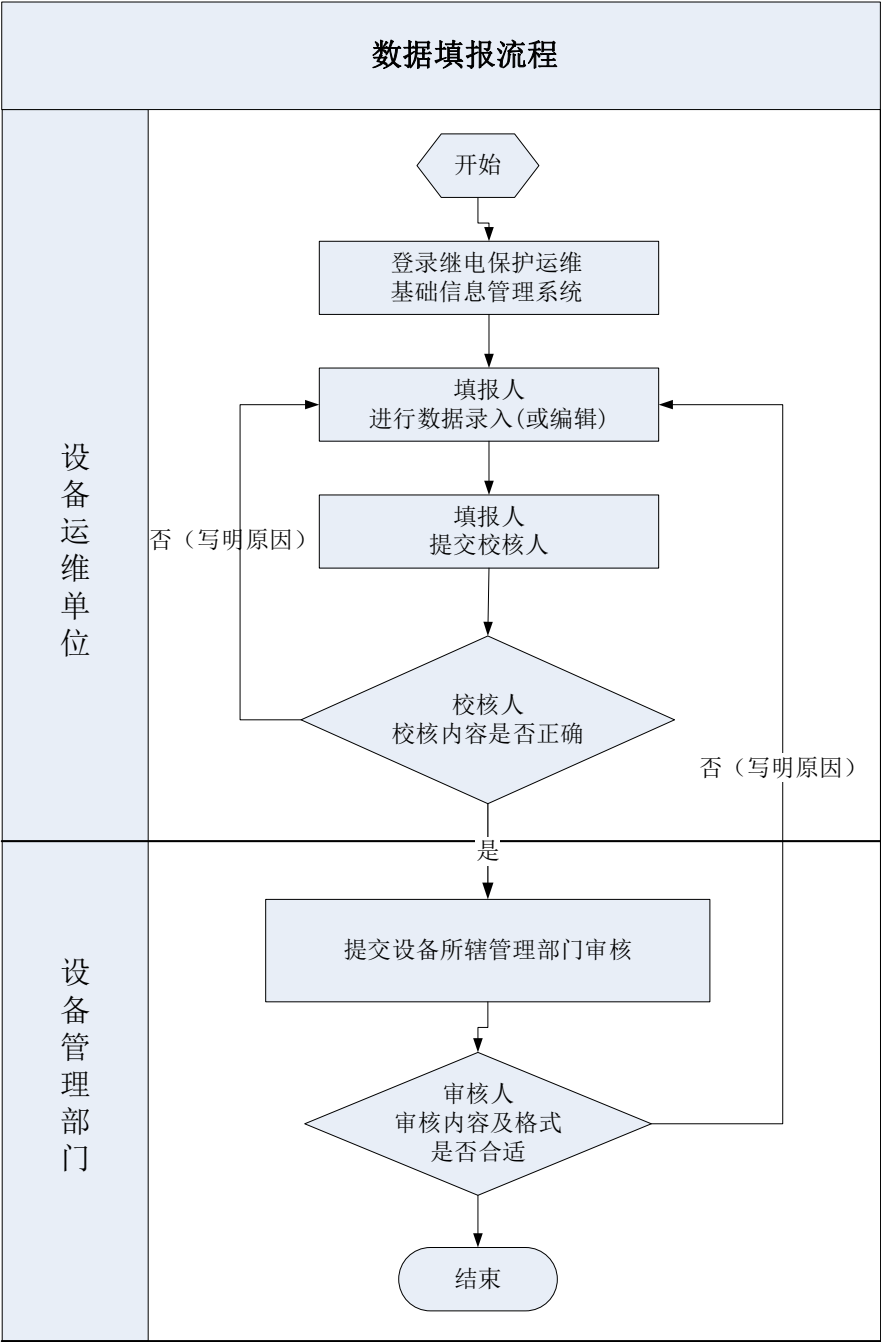 数据填报流程
设备运维单位
开始
登录继电保护运维
基础信息管理系统
填报人
进行数据录入(或编辑)
填报人
提交校核人
否（写明原因）
校核人
校核内容是否正确
否（写明原因）
是
设备管理部门
提交设备所辖管理部门审核
审核人
审核内容及格式
是否合适
结束